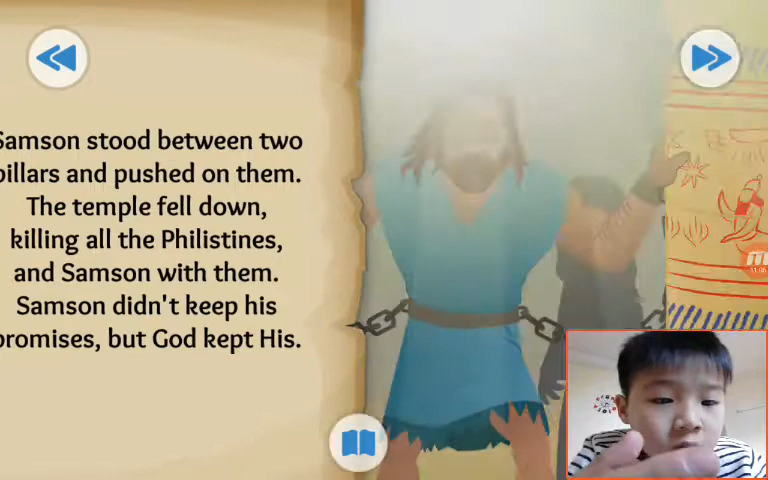 Samson stood between two
pillars and pushed on them.
The temple fell down,
killing all the Philistines,
and Samson with them.
Samson didn't keep his
promises, but God kept His.